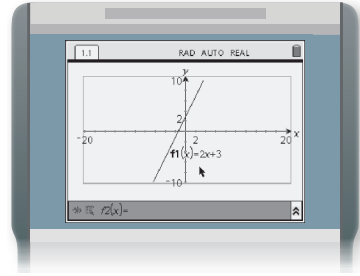 1.1 RAD AUTO REAL
y
10
2
-20 2 20 x
f1(x)=2x+3
-10
f2(x)=